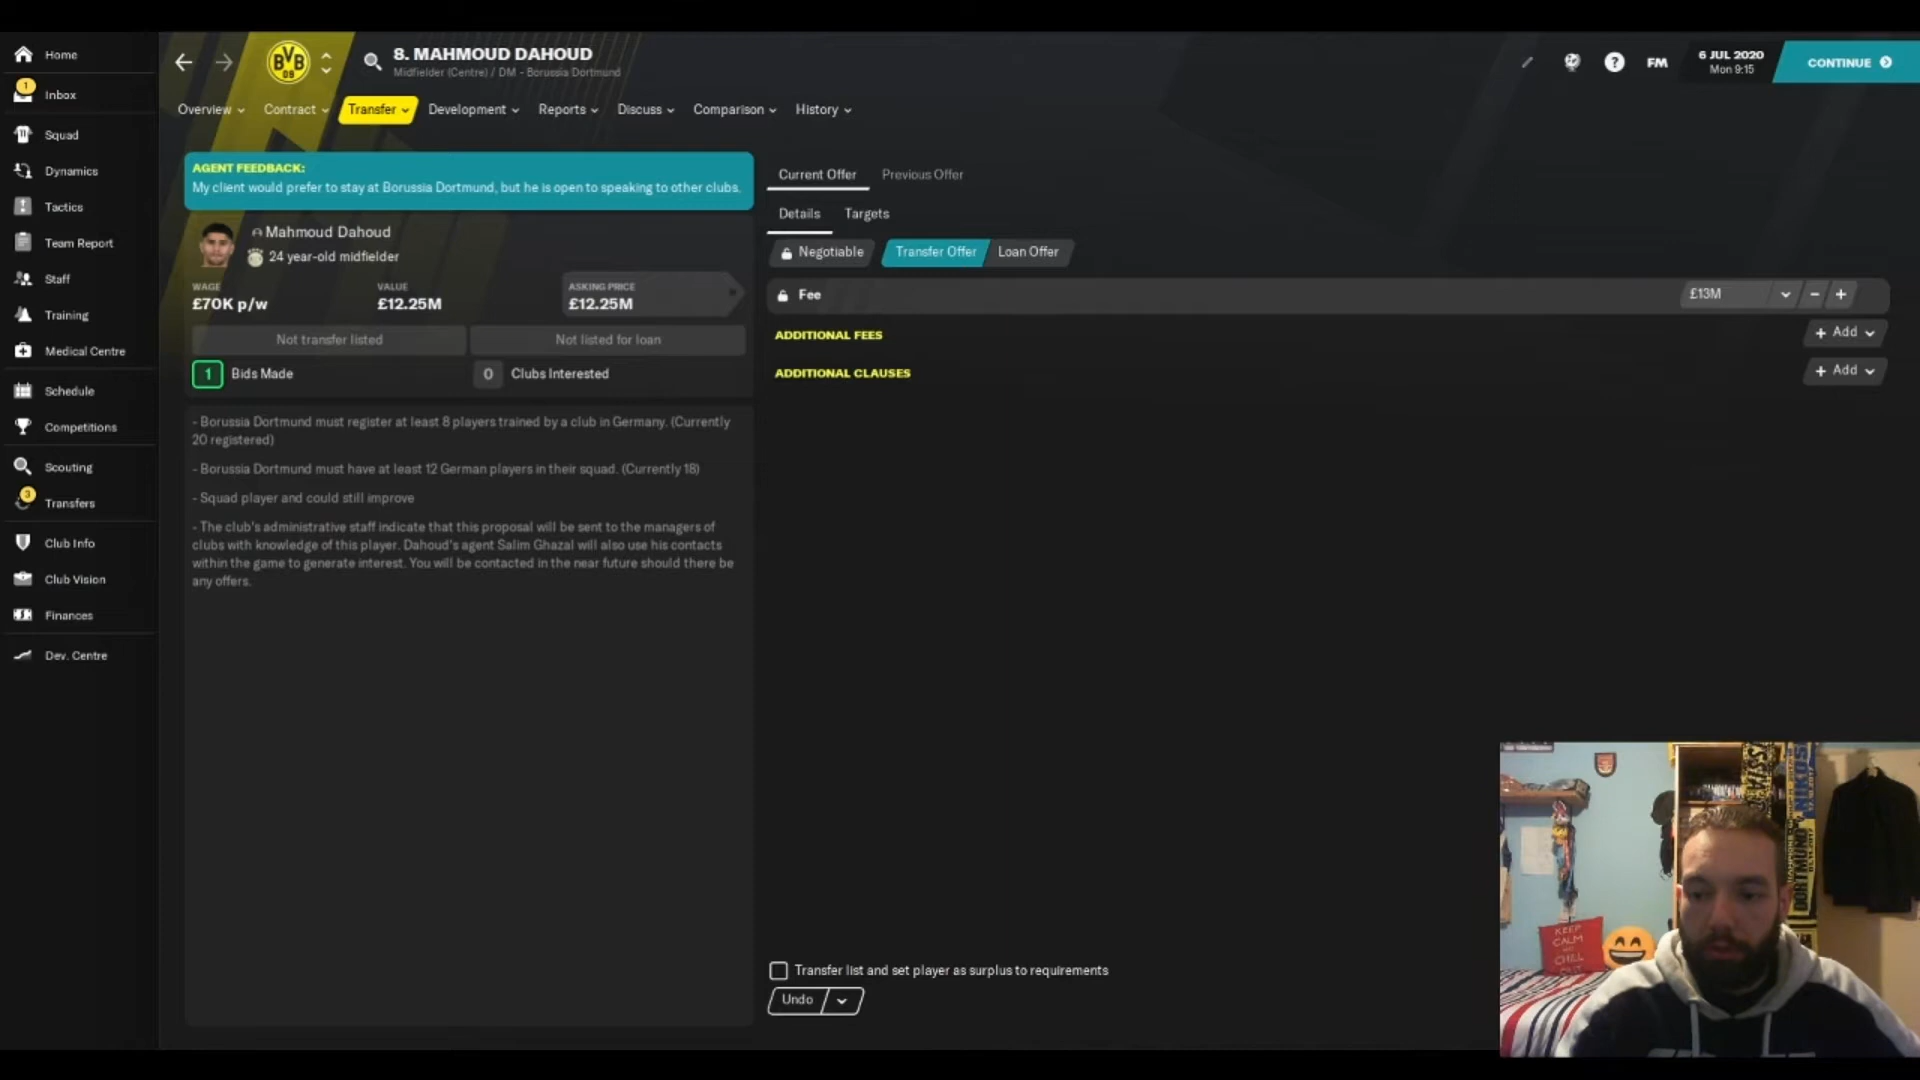 Home
1
Inbox
Squad
Dynamics
Tactics
Team Report
Staff
Training
Medical Centre
Schedule
Competitions
Scouting
3
Transfers
Club Info
Club Vision
Finances
Dev. Centre
BVB
09
8. MAHMOUD DAHOUD
Midfielder (Centre) / DM - Borussia Dortmund
? FM
6 JUL 2020
Mon 9:15
CONTINUE
Overview Contract Transfer Development Reports Discuss Comparison History
AGENT FEEDBACK:
My client would prefer to stay at Borussia Dortmund, but he is open to speaking to other clubs.
Mahmoud Dahoud
24 year-old midfielder
WAGE VALUE ASKING PRICE
£70K p/w £12.25M £12.25M
Not transfer listed Not listed for loan
1 Bids Made 0 Clubs Interested
- Borussia Dortmund must register at least 8 players trained by a club in Germany. (Currently
20 registered)
- Borussia Dortmund must have at least 12 German players in their squad. (Currently 18)
- Squad player and could still improve
- The club's administrative staff indicate that this proposal will be sent to the managers of
clubs with knowledge of this player. Dahoud's agent Salim Ghazal will also use his contacts
within the game to generate interest. You will be contacted in the near future should there be
any offers.
Current Offer Previous Offer
Details Targets
Negotiable Transfer Offer Loan Offer
Fee £13M - +
ADDITIONAL FEES + Add
ADDITIONAL CLAUSES + Add
Transfer list and set player as surplus to requirements
Undo
KEEP
CALM
CHILL
DORTMUND